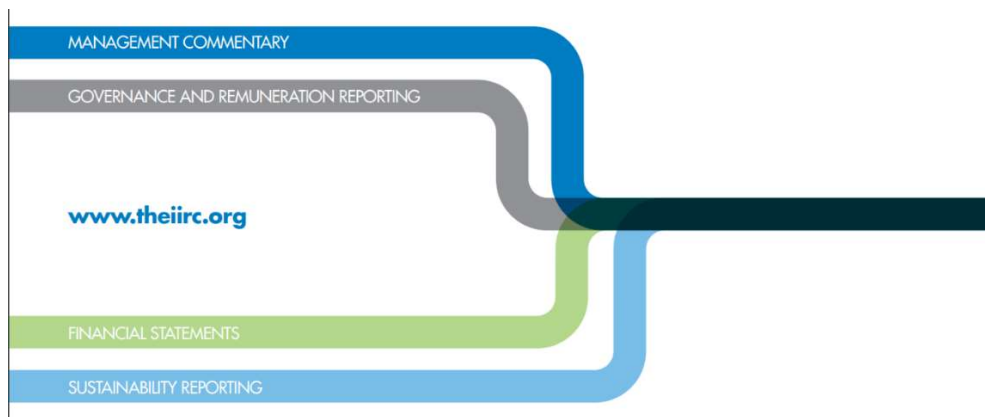 MANAGEMENT COMMENTARY
GOVERNANCE AND REMUNERATION REPORTING
www.theiirc.org
FINANCIAL STATEMENTS
SUSTAINABILITY REPORTING